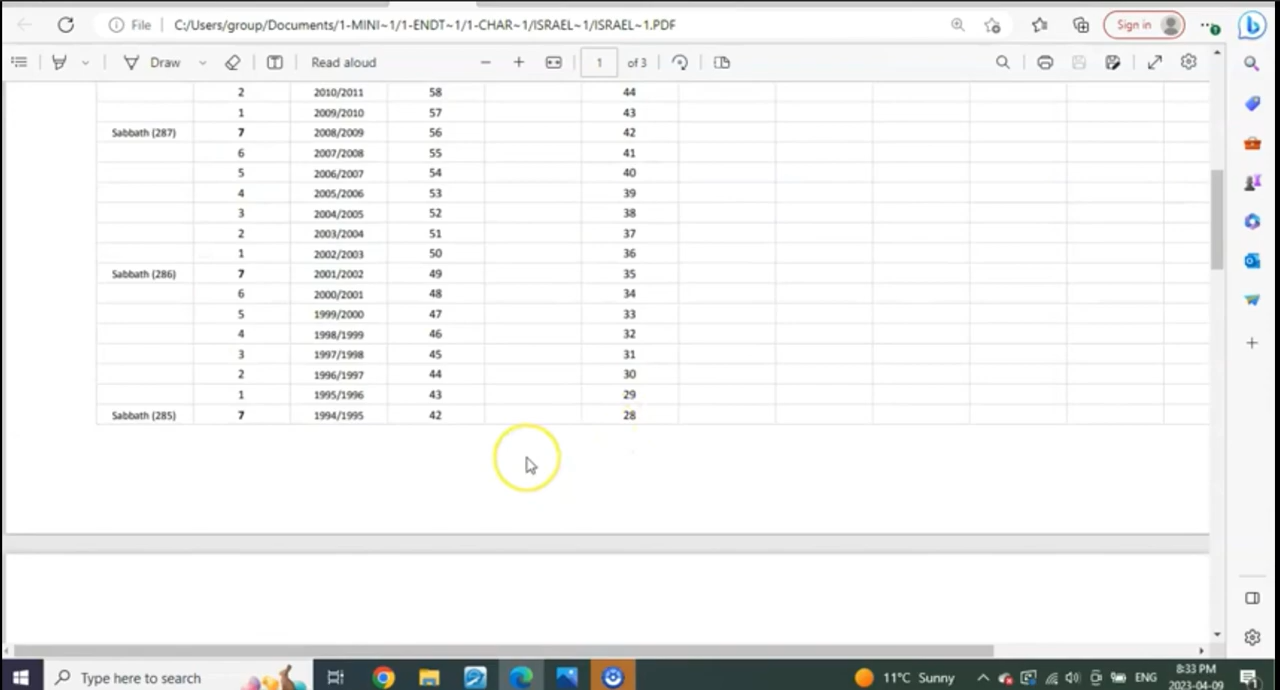 File C:/Users/group/Documents/1-MINI~1/1-ENDT~1/1-CHAR~1/ISRAEL~1/ISRAEL~1.PDF Sign in
Draw Read aloud 1 of 3
2 2010/2011 58 44
1 2009/2010 57 43
Sabbath (287) 7 2008/2009 56 42
6 2007/2008 55 41
5 2006/2007 54 40
4 2005/2006 53 39
3 2004/2005 52 38
2 2003/2004 51 37
1 2002/2003 50 36
Sabbath (286) 7 2001/2002 49 35
6 2000/2001 48 34
5 1999/2000 47 33
4 1998/1999 46 32
3 1997/1998 45 31
2 1996/1997 44 30
1 1995/1996 43 29
Sabbath (285) 7 1994/1995 42 28
Type here to search 11°C Sunny ENG 8:33 PM
2023-04-09